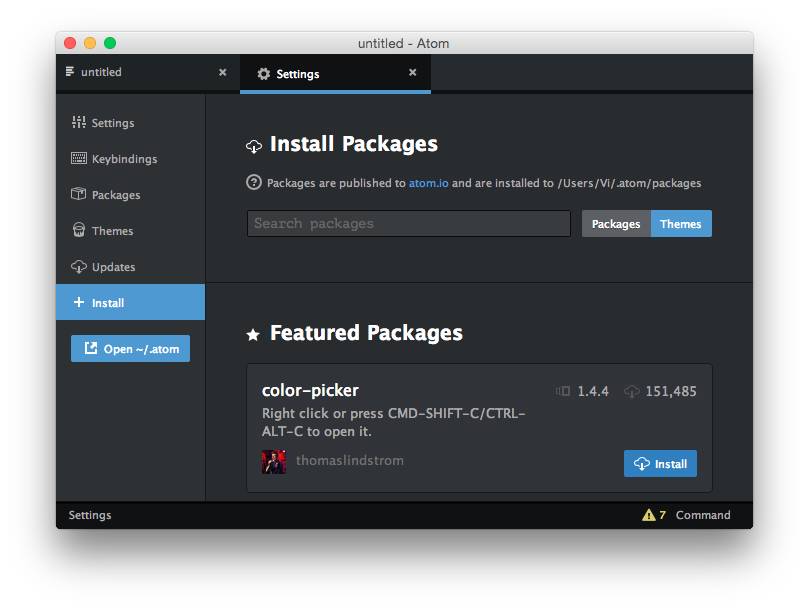 untitled - Atom
untitled
Settings
Settings
Keybindings
Packages
Themes
Updates
Install
Open ~/.atom
Install Packages
Packages are published to atom.io and are installed to /Users/Vi/.atom/packages
Search packages
Packages Themes
Featured Packages
color-picker
1.4.4 151,485
Right click or press CMD-SHIFT-C/CTRL-
ALT-C to open it.
thomaslindstrom
Install
Settings
7 Command